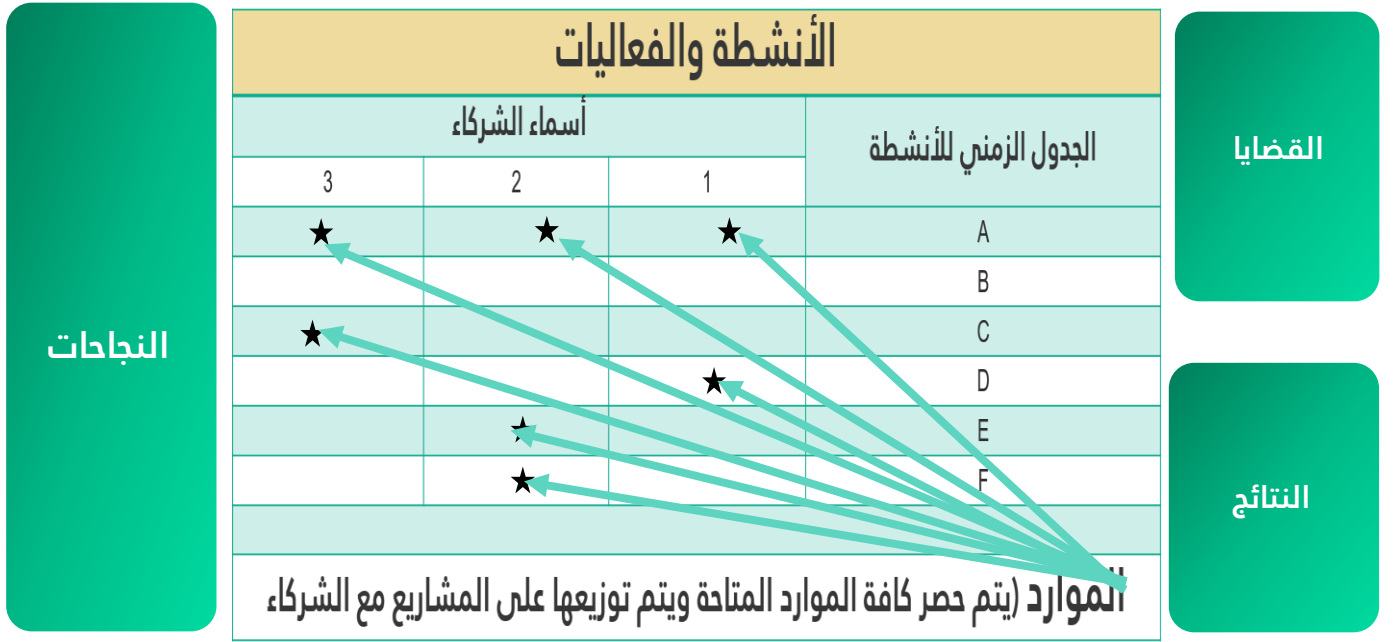 الأنشطة والفعاليات
القضايا
الجدول الزمني للأنشطة
أسماء الشركاء
1
2
3
A
B
C
D
E
F
الموارد (يتم حصر كافة الموارد المتاحة ويتم توزيعها على المشاريع مع الشركاء
النتائج
النجاحات